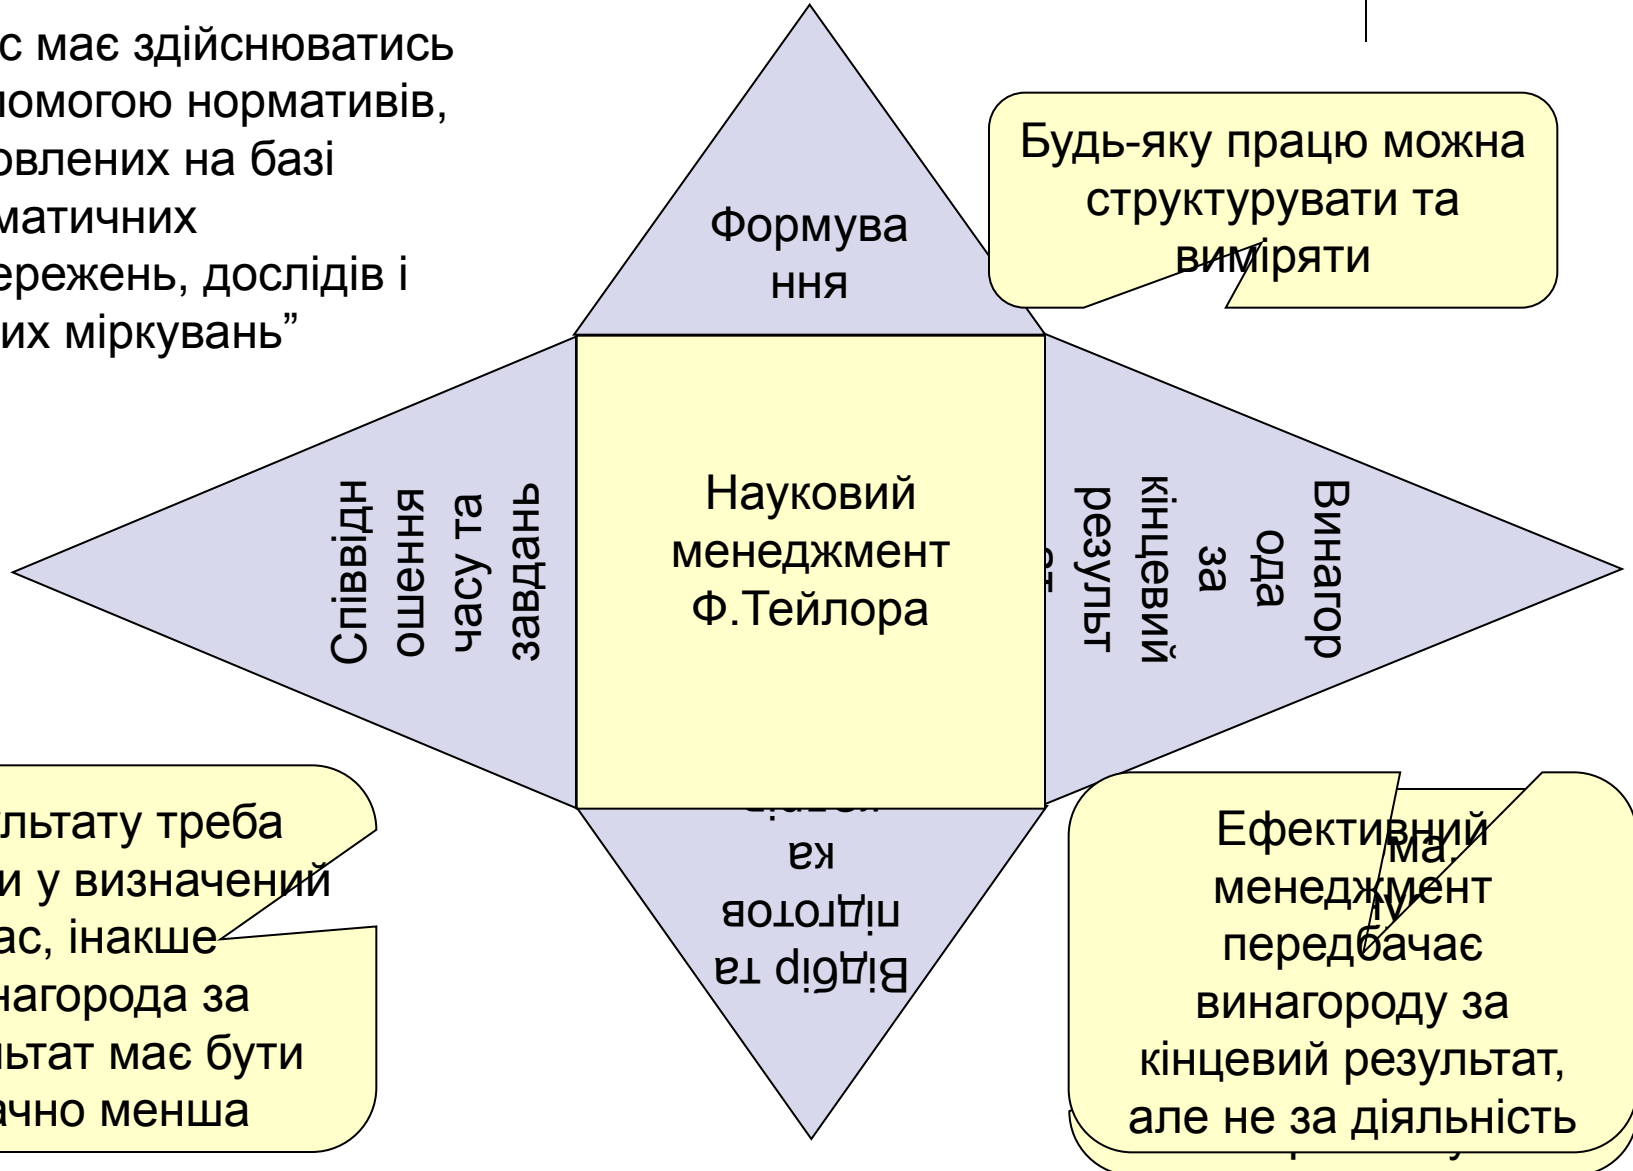 с має здійснюватись
помогою нормативів,
овлених на базі
матичних
ережень, дослідів і
их міркувань”
Формува
ння
Будь-яку працю можна
структурувати та
виміряти
Співвідн
ошення
часу та
завдань
Науковий
менеджмент
Ф.Тейлора
Винагор
ода
за
кінцевий
результ
Відбір та
підготов
ка
льтату треба
и у визначений
ас, інакше
нагорода за
льтат має бути
ачно менша
Ефективний
менеджмент
передбачає
винагороду за
кінцевий результат,
але не за діяльність
ма.